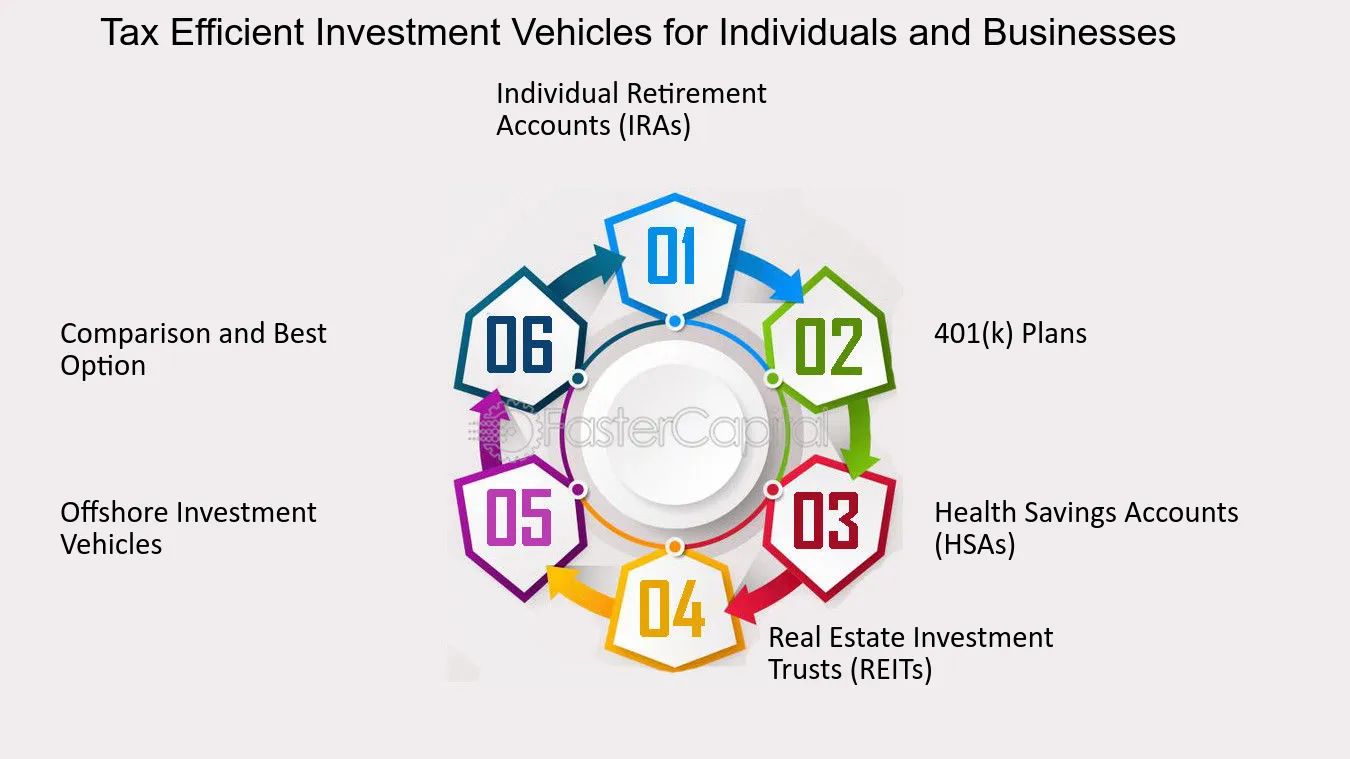 Tax Efficient Investment Vehicles for Individuals and Businesses
Individual Retirement
Accounts (IRAs)
01
02
401(k) Plans
03
Health Savings Accounts
(HSAs)
04
Real Estate Investment
Trusts (REITs)
05
Offshore Investment
Vehicles
06
Comparison and Best
Option
FasterCapital